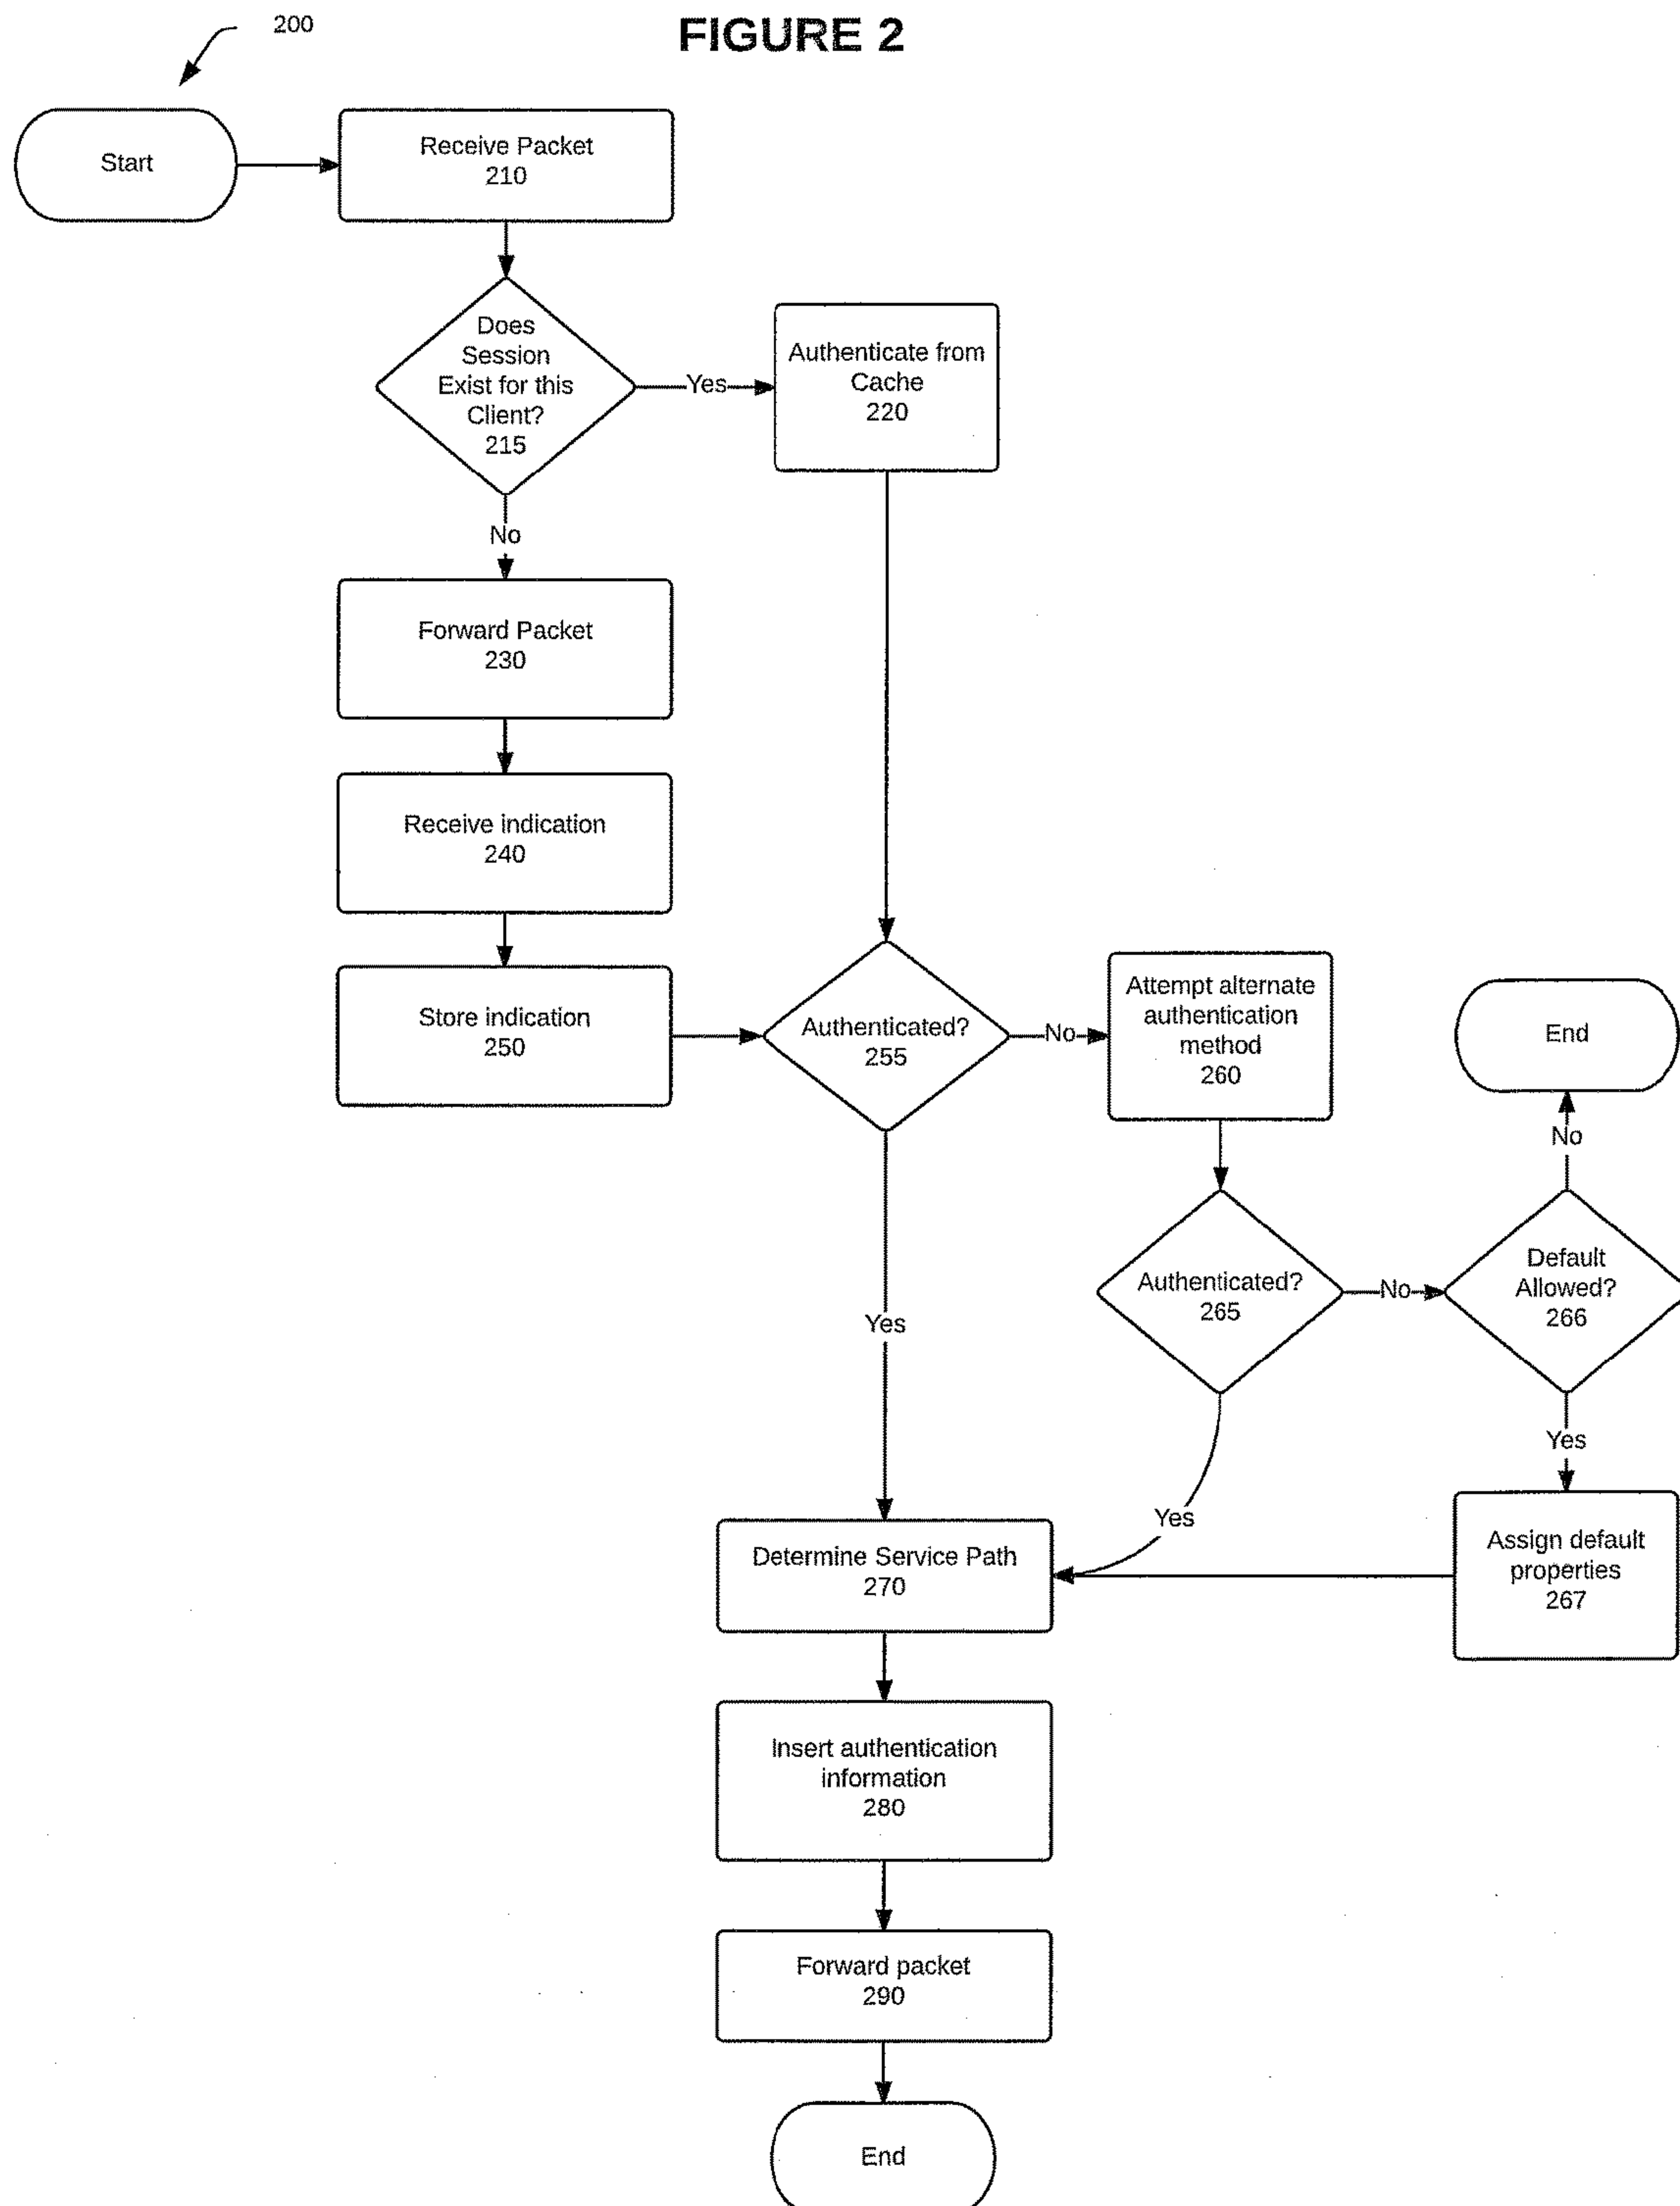 200
FIGURE 2
Start
Receive Packet
210
Does
Session
Exist for this
Client?
215
Yes
Authenticate from
Cache
220
No
Forward Packet
230
Receive indication
240
Store indication
250
Authenticated?
255
No
Attempt alternate
authentication
method
260
End
No
Authenticated?
265
No
Default
Allowed?
266
Yes
Yes
Yes
Assign default
properties
267
Determine Service Path
270
Insert authentication
information
280
Forward packet
290
End